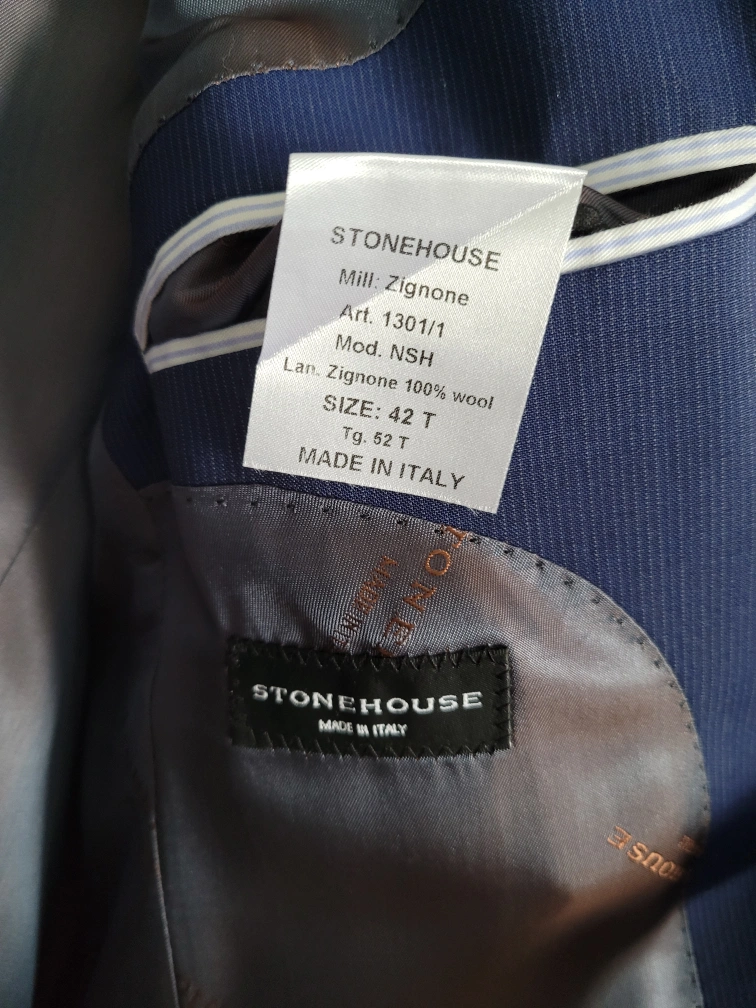 STONEHOUSE
Mill: Zignone
Art. 1301/1
Mod. NSH
Lan. Zignone 100% wool
SIZE: 42 T
Tg. 52 T
MADE IN ITALY
STONEHOUSE
MADE IN ITALY